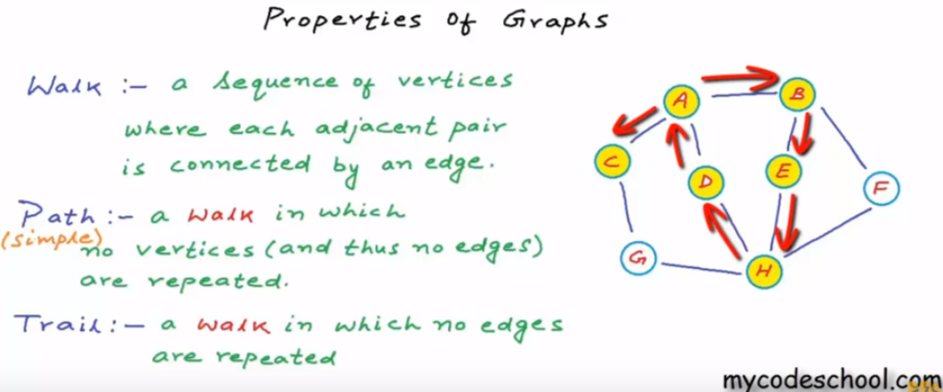 Properties of Graphs
Walk :- a sequence of vertices
where each adjacent pair
is connected by an edge.
Path :- a walk in which
(simple)
no vertices (and thus no edges)
are repeated.
Trail :- a walk in which no edges
are repeated
A
B
C
D
E
F
G
H
mycodeschool.com